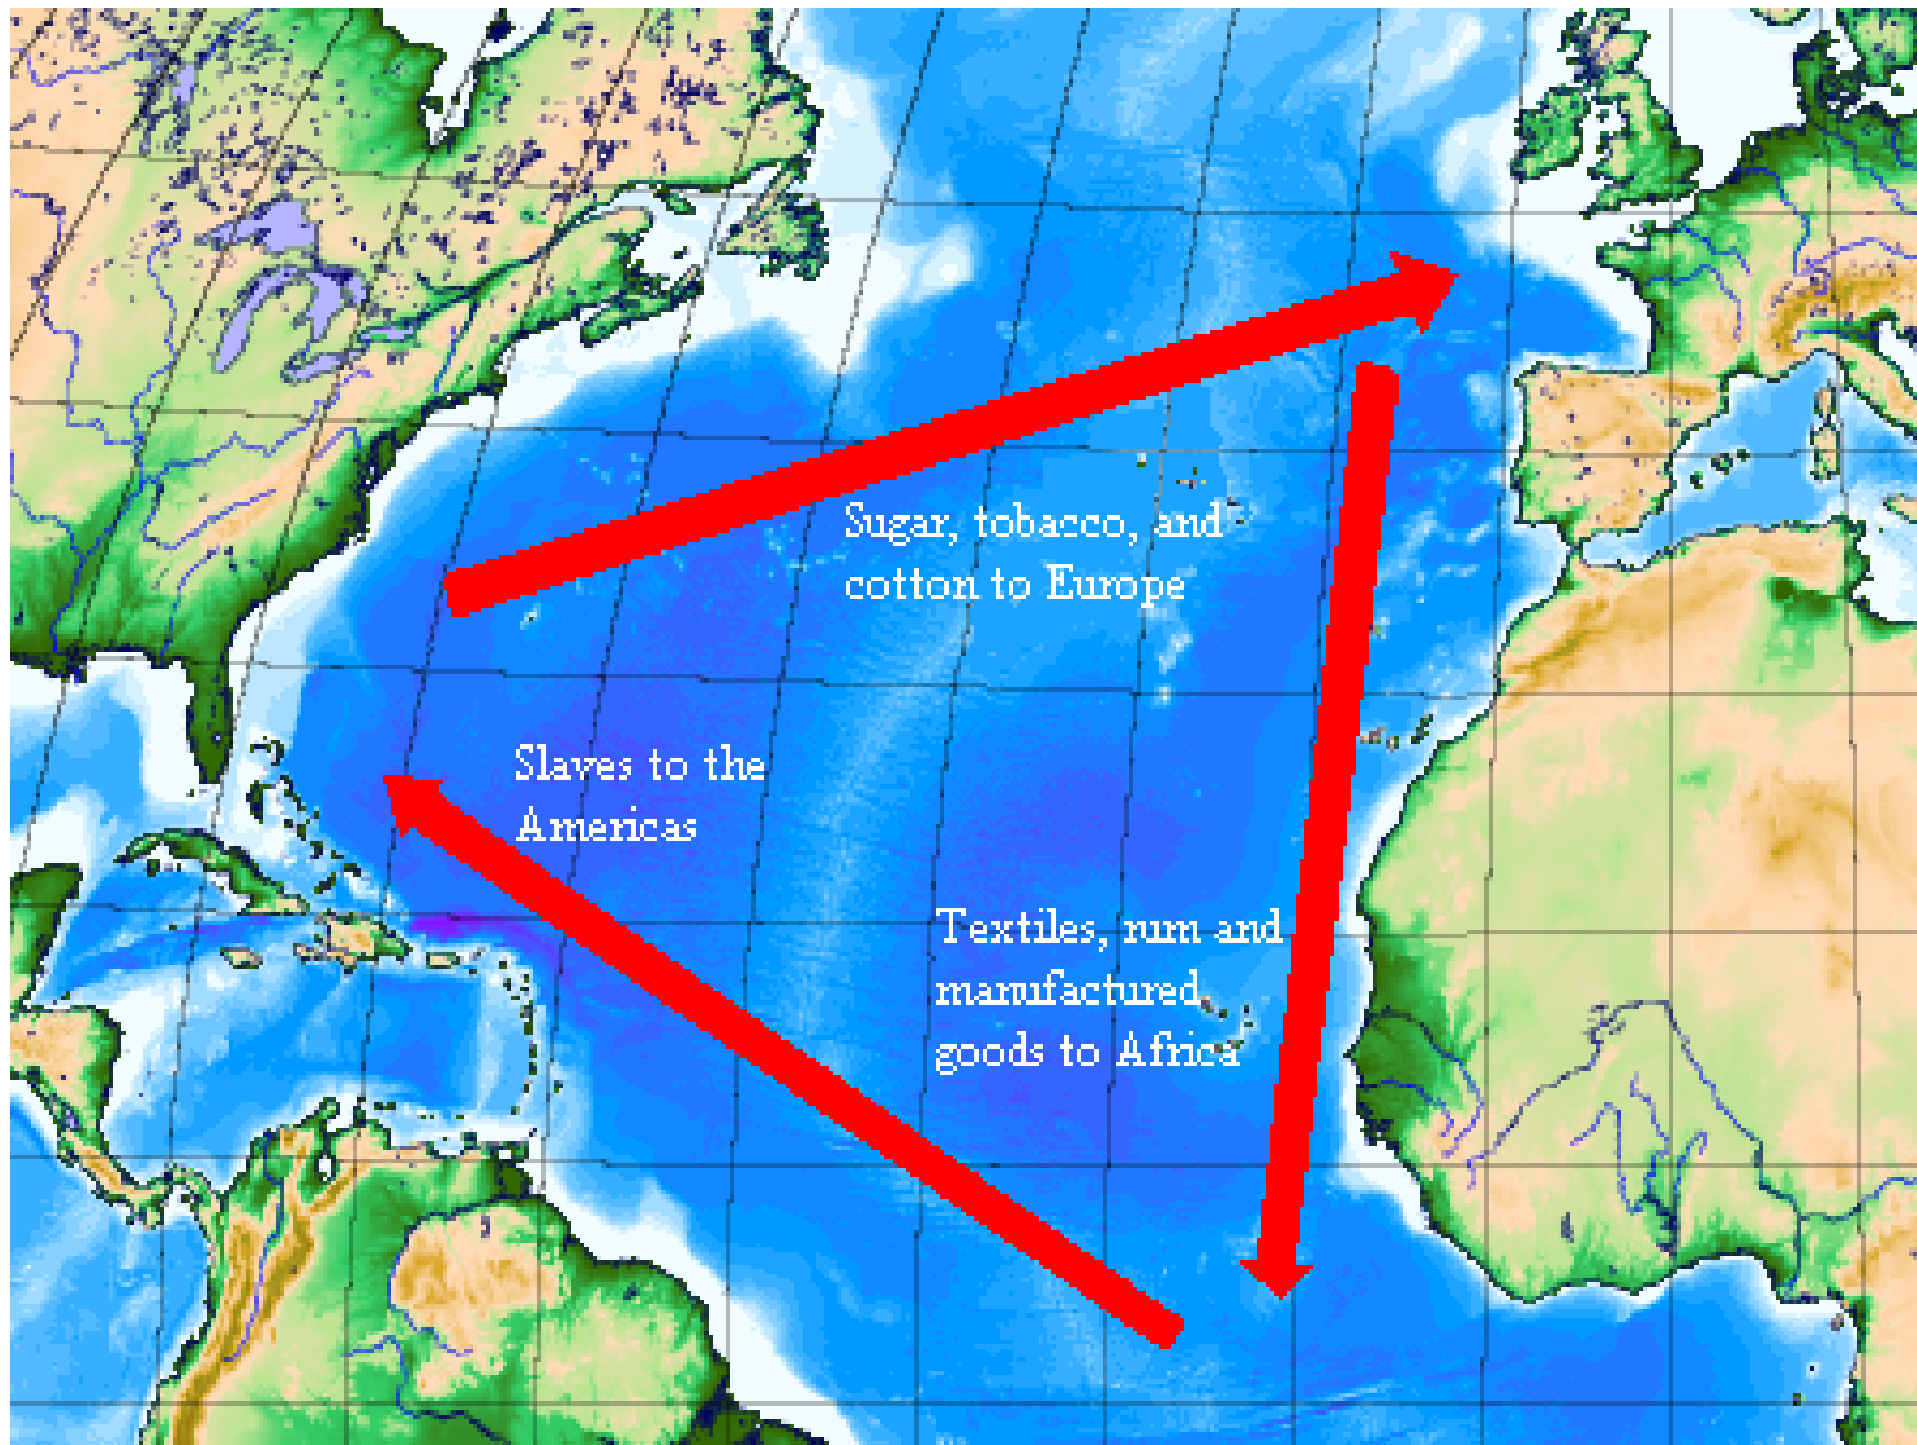 Sugar, tobacco, and
cotton to Europe
Slaves to the
Americas
Textiles, rum and
manufactured
goods to Africa